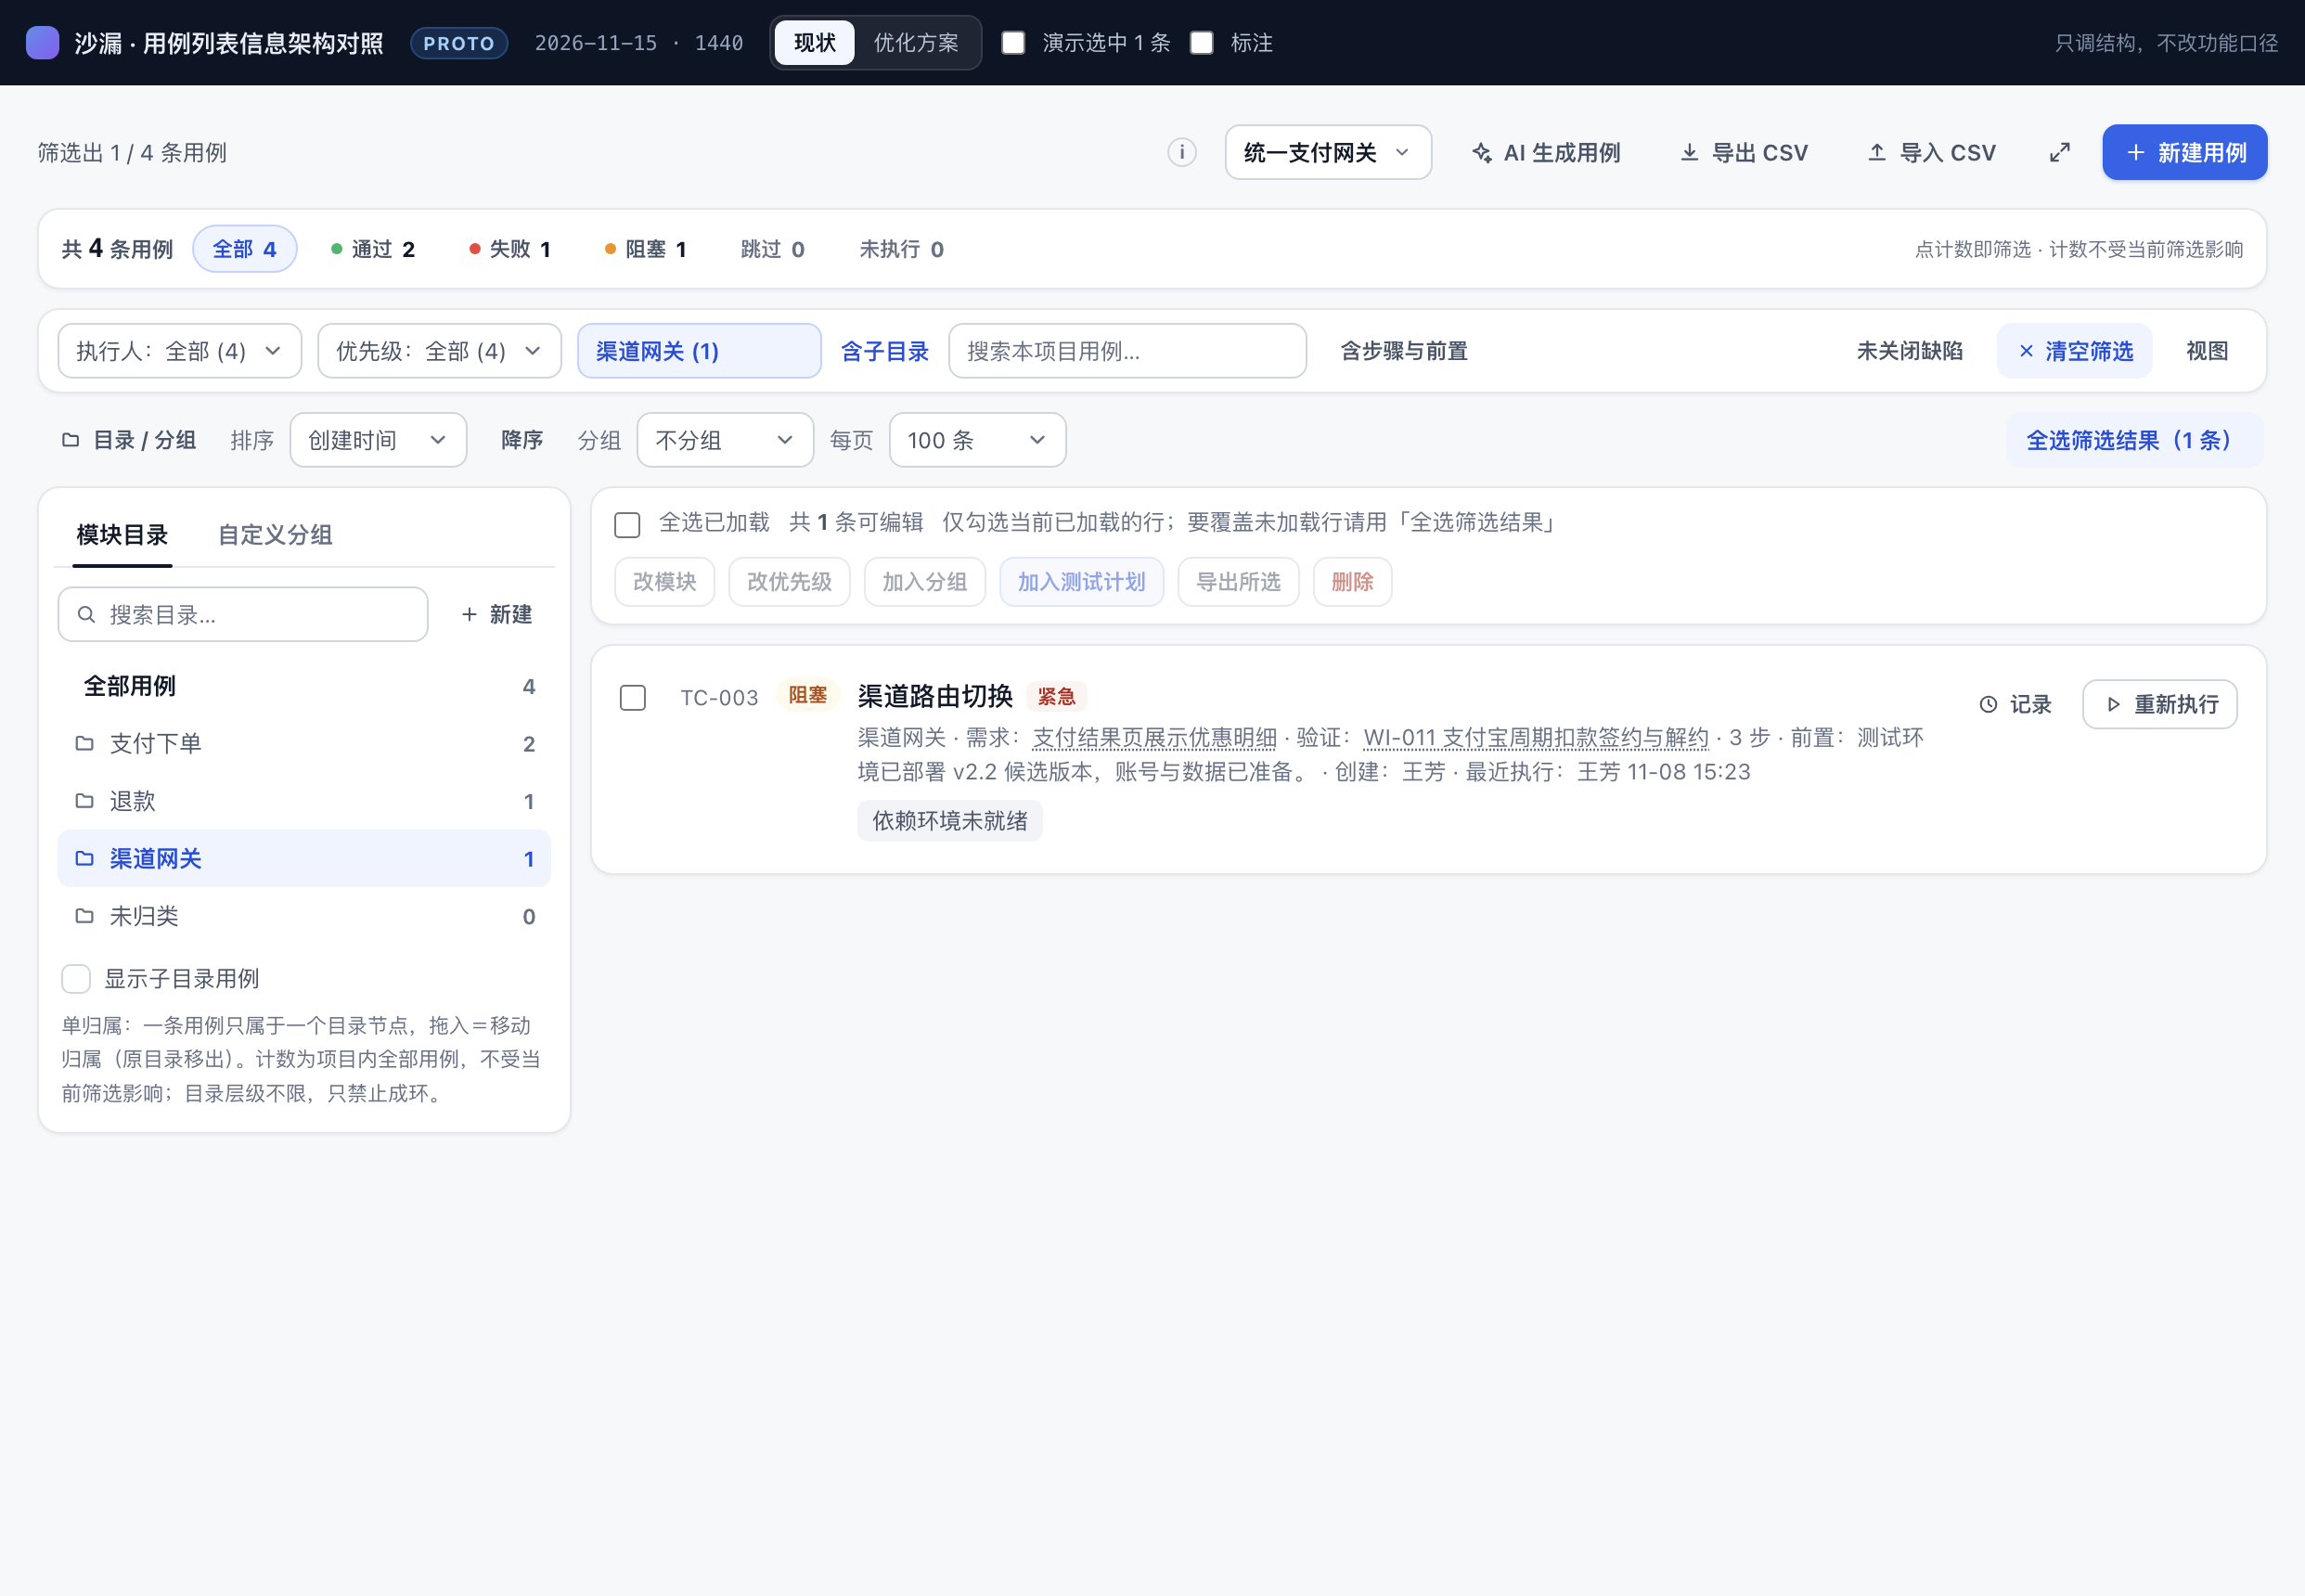 沙漏 · 用例列表信息架构对照 PROTO 2026-11-15 · 1440 现状 优化方案 演示选中 1 条 标注 只调结构，不改功能口径
筛选出 1 / 4 条用例 i 统一支付网关 AI 生成用例 导出 CSV 导入 CSV 新建用例
共 4 条用例 全部 4 通过 2 失败 1 阻塞 1 跳过 0 未执行 0 点计数即筛选 · 计数不受当前筛选影响
执行人：全部 (4) 优先级：全部 (4) 渠道网关 (1) 含子目录 搜索本项目用例... 含步骤与前置 未关闭缺陷 清空筛选 视图
目录 / 分组 排序 创建时间 降序 分组 不分组 每页 100 条 全选筛选结果（1 条）
模块目录 自定义分组
搜索目录... 新建
全部用例 4
支付下单 2
退款 1
渠道网关 1
未归类 0
显示子目录用例
单归属：一条用例只属于一个目录节点，拖入＝移动
归属（原目录移出）。计数为项目内全部用例，不受当
前筛选影响；目录层级不限，只禁止成环。
全选已加载 共 1 条可编辑 仅勾选当前已加载的行；要覆盖未加载行请用「全选筛选结果」
改模块 改优先级 加入分组 加入测试计划 导出所选 删除
TC-003 阻塞 渠道路由切换 紧急 记录 重新执行
渠道网关 · 需求：支付结果页展示优惠明细 · 验证：WI-011 支付宝周期扣款签约与解约 · 3 步 · 前置：测试环
境已部署 v2.2 候选版本，账号与数据已准备。 · 创建：王芳 · 最近执行：王芳 11-08 15:23
依赖环境未就绪